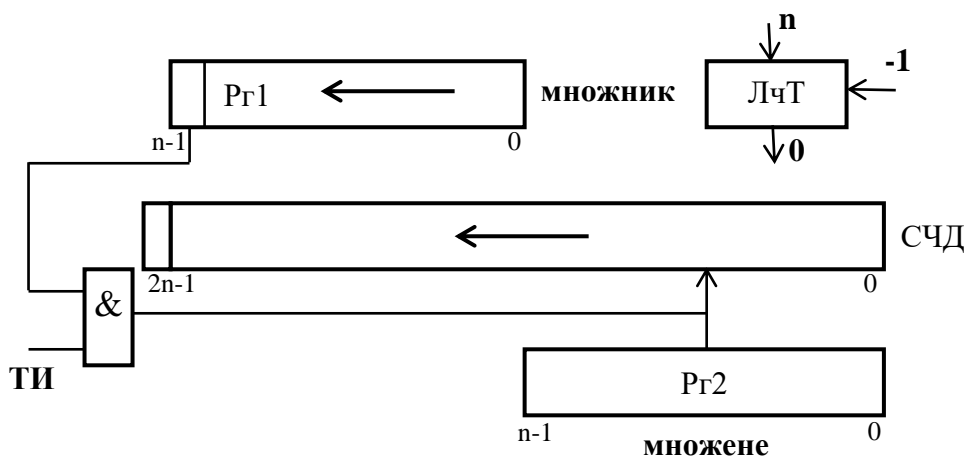 n
-1
Рг1
множник
ЛчТ
n-1
0
0
СЧД
2n-1
0
&
ТИ
Рг2
n-1
0
множене